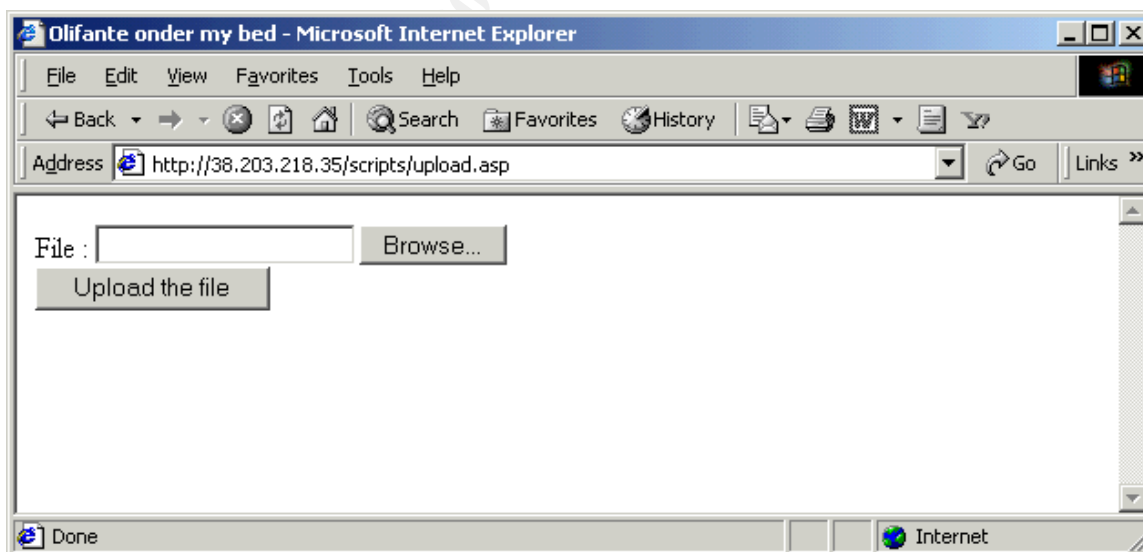 Olifante onder my bed - Microsoft Internet Explorer
File Edit View Favorites Tools Help
Back Search Favorites History
Address http://38.203.218.35/scripts/upload.asp Go Links »
File : Browse...
Upload the file
Done Internet